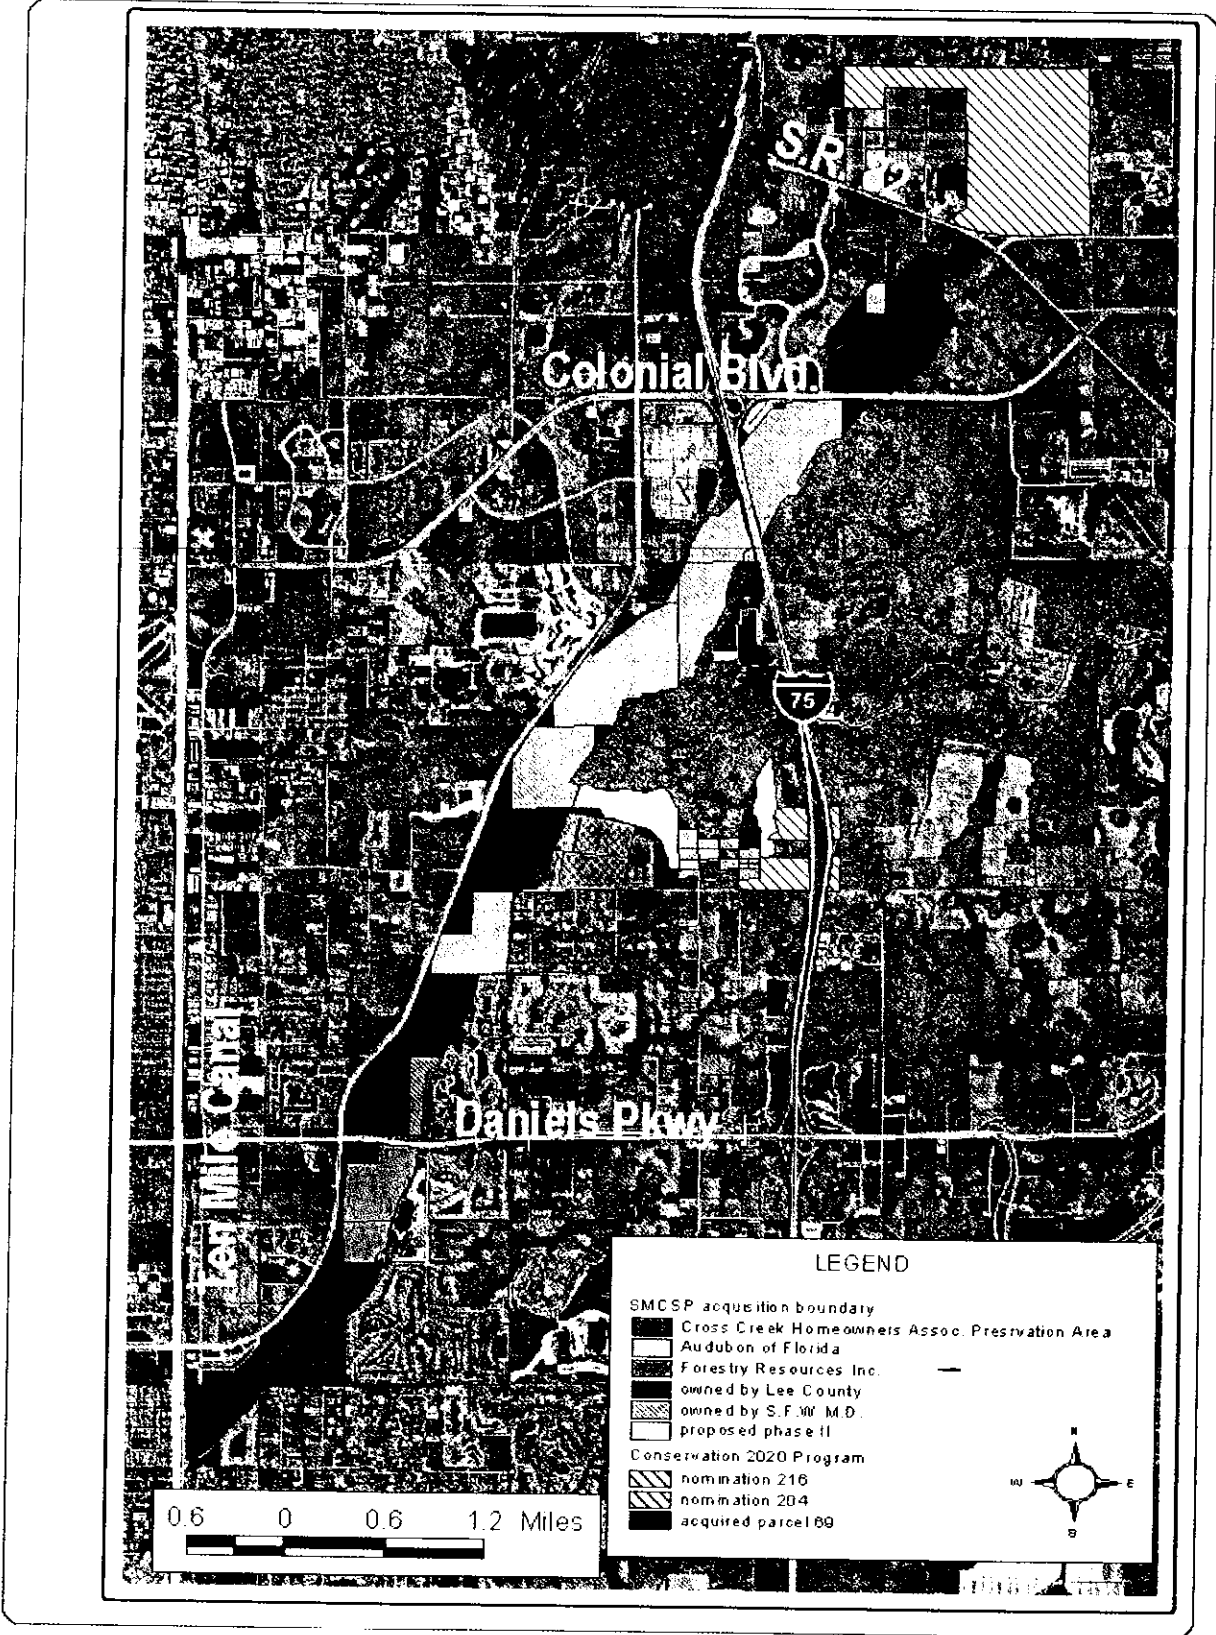 S.R 82
Colonial Blvd.
75
Ten Mile Canal
Daniels Pkwy
LEGEND
SMCSP acquisition boundary
Cross Creek Homeowners Assoc. Presrvation Area
Audubon of Florida
Forestry Resources Inc.
owned by Lee County
owned by S.F.W.M.D.
proposed phase II
Conservation 2020 Program
nomination 216
nomination 204
acquired parcel 69
N
W E
S
0.6 0 0.6 1.2 Miles